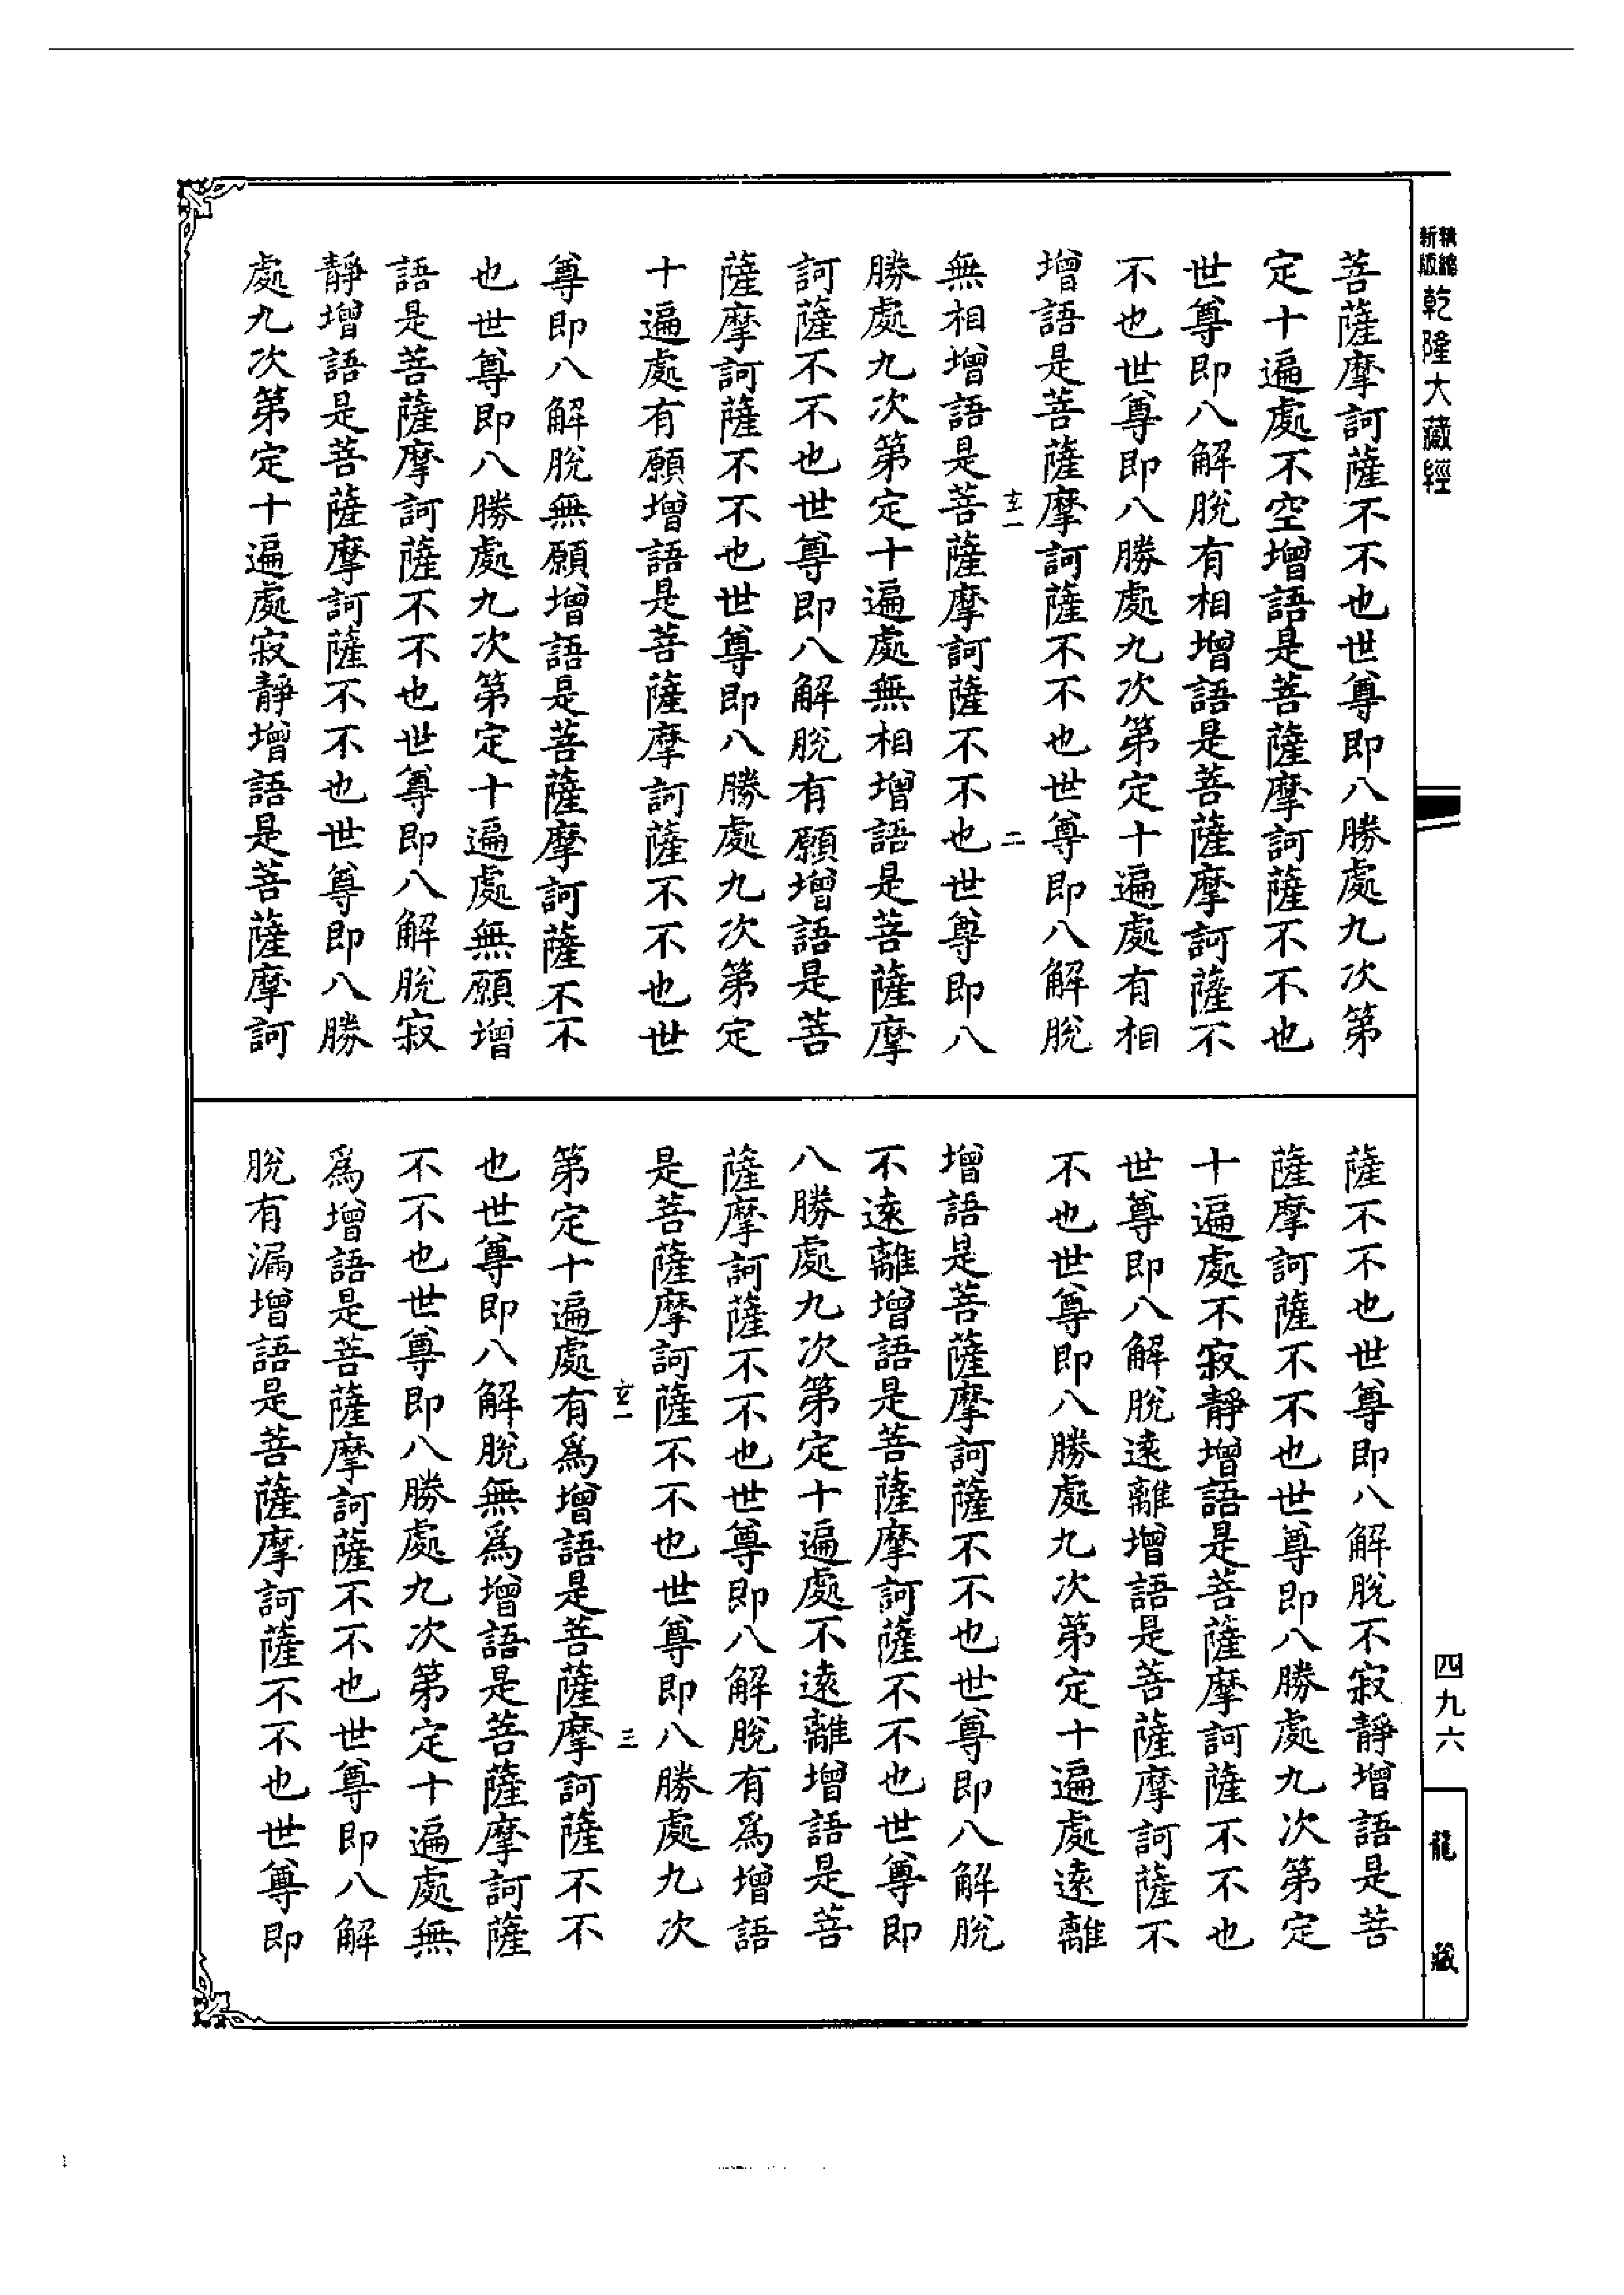 新版精縮 乾隆大藏經
四九六
龍藏
菩薩摩訶薩不不也世尊即八勝處九次第
定十遍處不空增語是菩薩摩訶薩不不也
世尊即八解脫有相增語是菩薩摩訶薩不
不也世尊即八勝處九次第定十遍處有相
增語是菩薩摩訶薩不不也世尊即八解脫
玄一 二
無相增語是菩薩摩訶薩不不也世尊即八
勝處九次第定十遍處無相增語是菩薩摩
訶薩不不也世尊即八解脫有願增語是菩
薩摩訶薩不不也世尊即八勝處九次第定
十遍處有願增語是菩薩摩訶薩不不也世
尊即八解脫無願增語是菩薩摩訶薩不不
也世尊即八勝處九次第定十遍處無願增
語是菩薩摩訶薩不不也世尊即八解脫寂
靜增語是菩薩摩訶薩不不也世尊即八勝
處九次第定十遍處寂靜增語是菩薩摩訶
薩不不也世尊即八解脫不寂靜增語是菩
薩摩訶薩不不也世尊即八勝處九次第定
十遍處不寂靜增語是菩薩摩訶薩不不也
世尊即八解脫遠離增語是菩薩摩訶薩不
不也世尊即八勝處九次第定十遍處遠離
增語是菩薩摩訶薩不不也世尊即八解脫
不遠離增語是菩薩摩訶薩不不也世尊即
八勝處九次第定十遍處不遠離增語是菩
薩摩訶薩不不也世尊即八解脫有為增語
是菩薩摩訶薩不不也世尊即八勝處九次
玄一 三
第定十遍處有為增語是菩薩摩訶薩不不
也世尊即八解脫無為增語是菩薩摩訶薩
不不也世尊即八勝處九次第定十遍處無
為增語是菩薩摩訶薩不不也世尊即八解
脫有漏增語是菩薩摩訶薩不不也世尊即